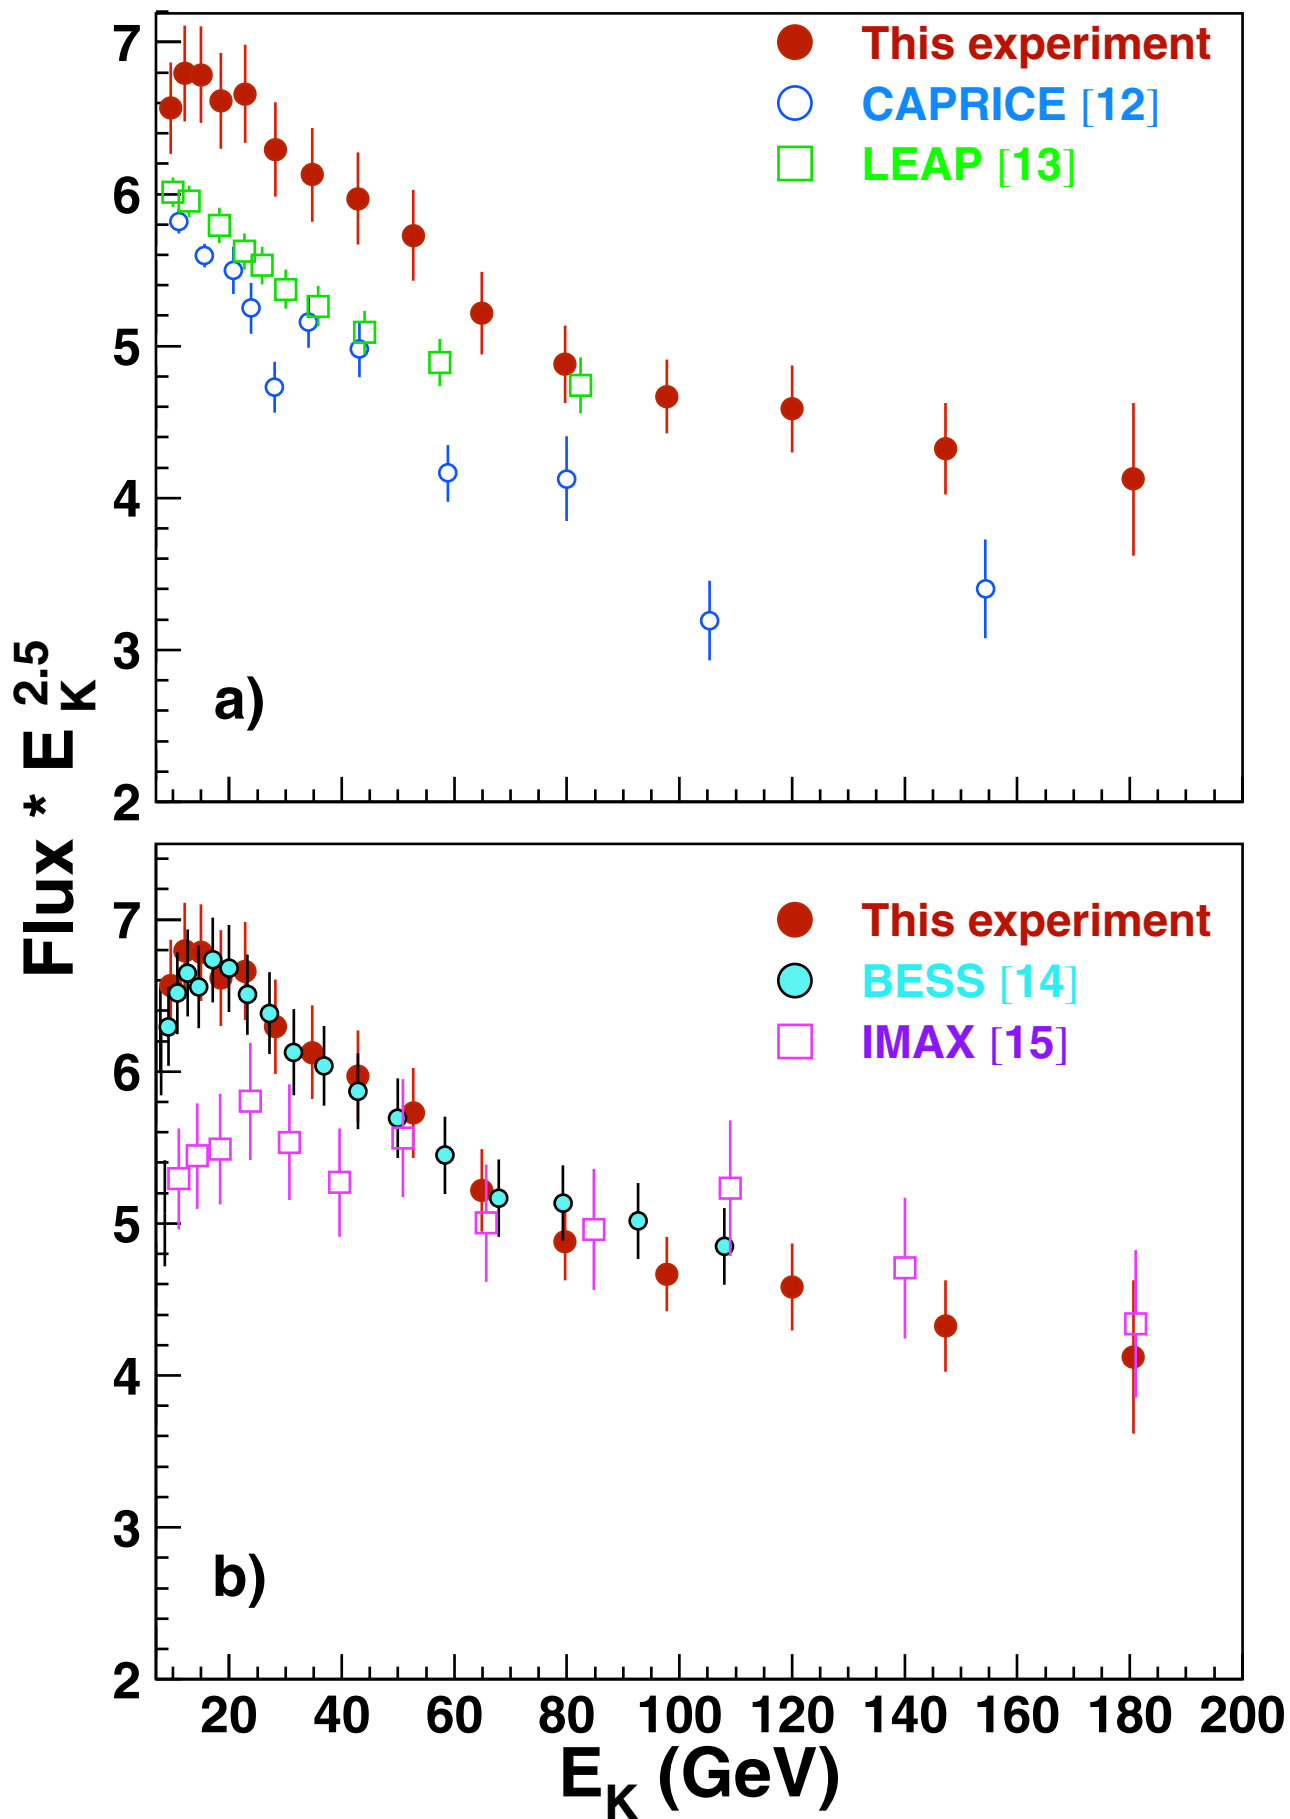 7
6
5
4
3
2
This experiment
CAPRICE [12]
LEAP [13]
a)
Flux * E_K^2.5
7
6
5
4
3
2
This experiment
BESS [14]
IMAX [15]
b)
20 40 60 80 100 120 140 160 180 200
E_K (GeV)